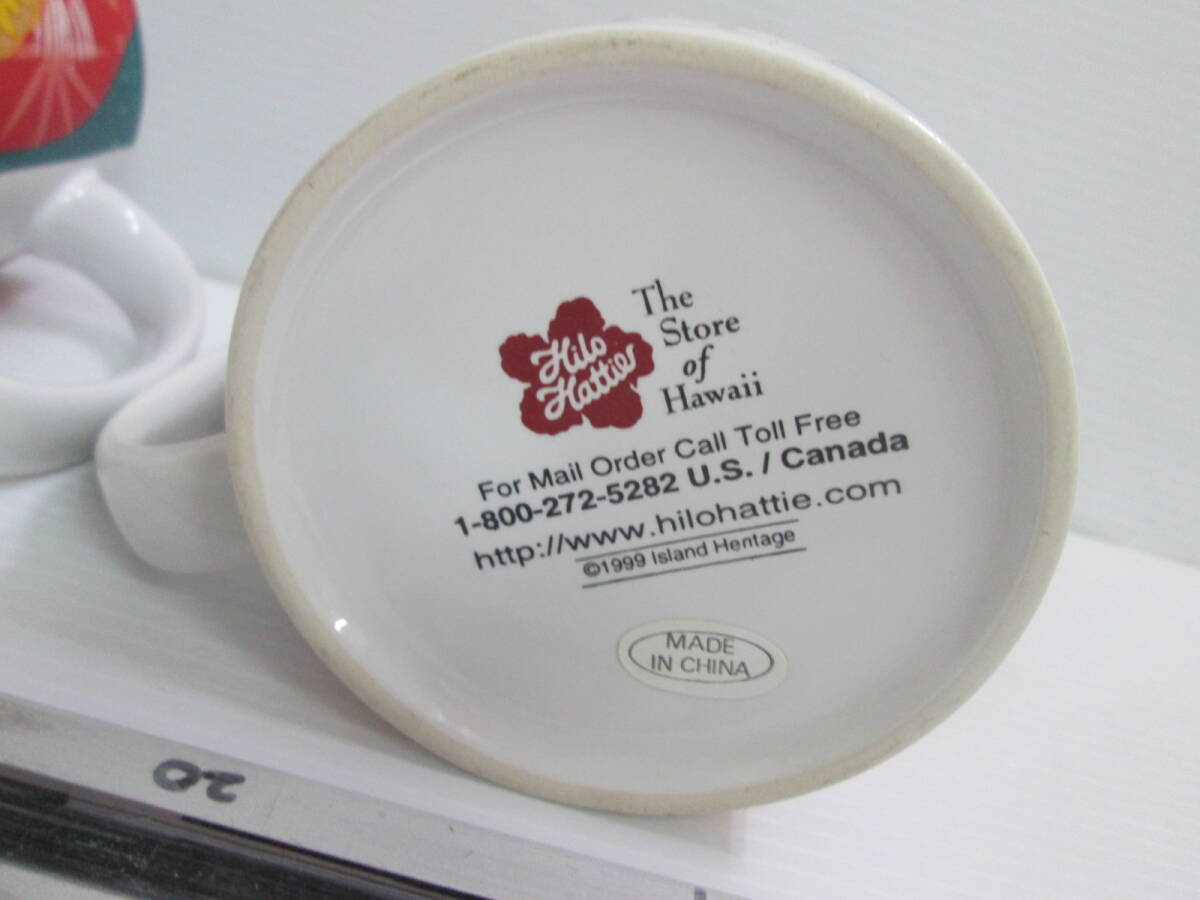 Hilo
Hattie
The
Store
of
Hawaii
For Mail Order Call Toll Free
1-800-272-5282 U.S. / Canada
http://www.hilohattie.com
©1999 Island Heritage
MADE
IN CHINA
20